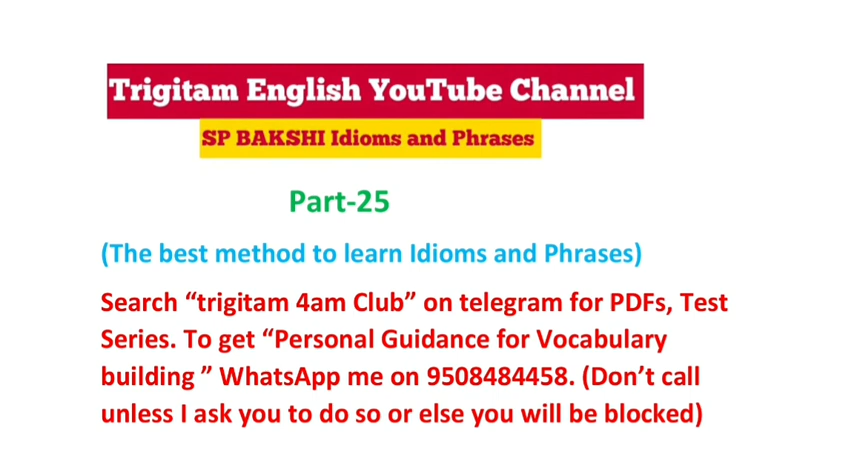 Trigitam English YouTube Channel
SP BAKSHI Idioms and Phrases
Part-25
(The best method to learn Idioms and Phrases)
Search “trigitam 4am Club” on telegram for PDFs, Test
Series. To get “Personal Guidance for Vocabulary
building ” WhatsApp me on 9508484458. (Don’t call
unless I ask you to do so or else you will be blocked)